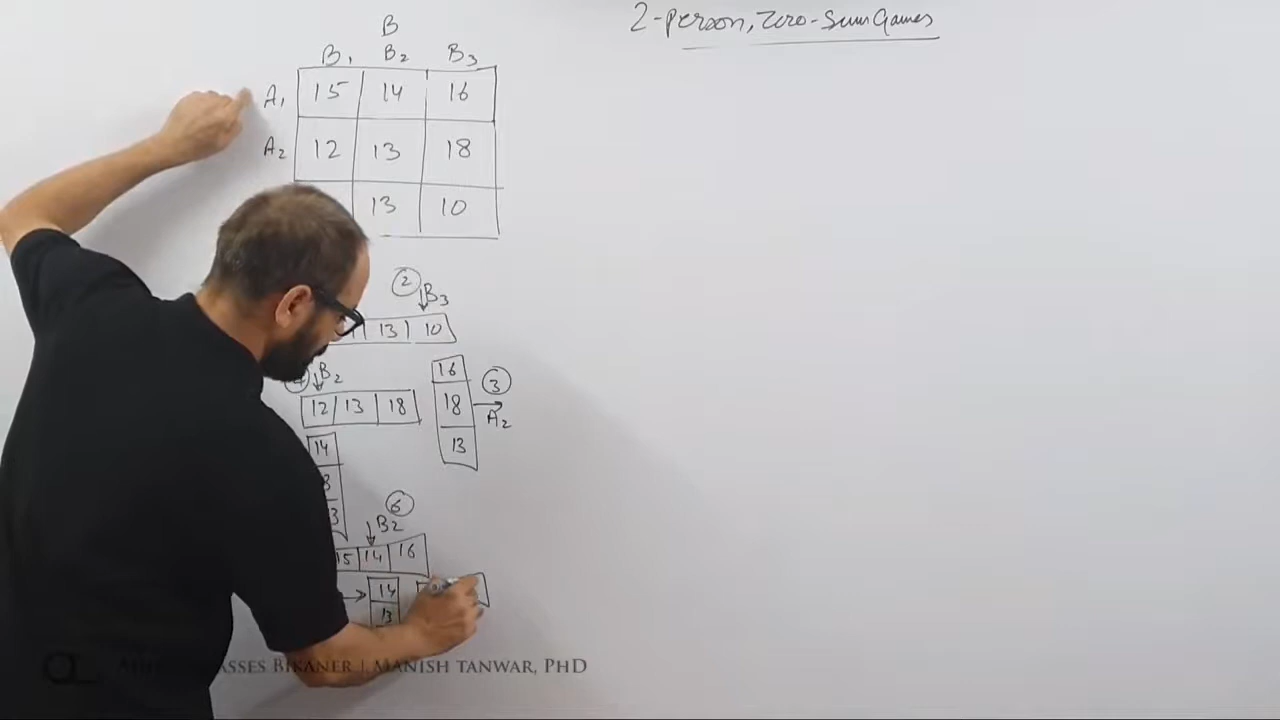 2-person, Zero-Sum Games
B
B₁ B₂ B₃
A₁ 15 14 16
A₂ 12 13 18
13 10
②
B₃
13 10
B₂
16
③
12 13 18
18
A₂
13
14
⑥
B₂
15 14 16
14
13
CLASSES BIKANER | MANISH TANWAR, PHD